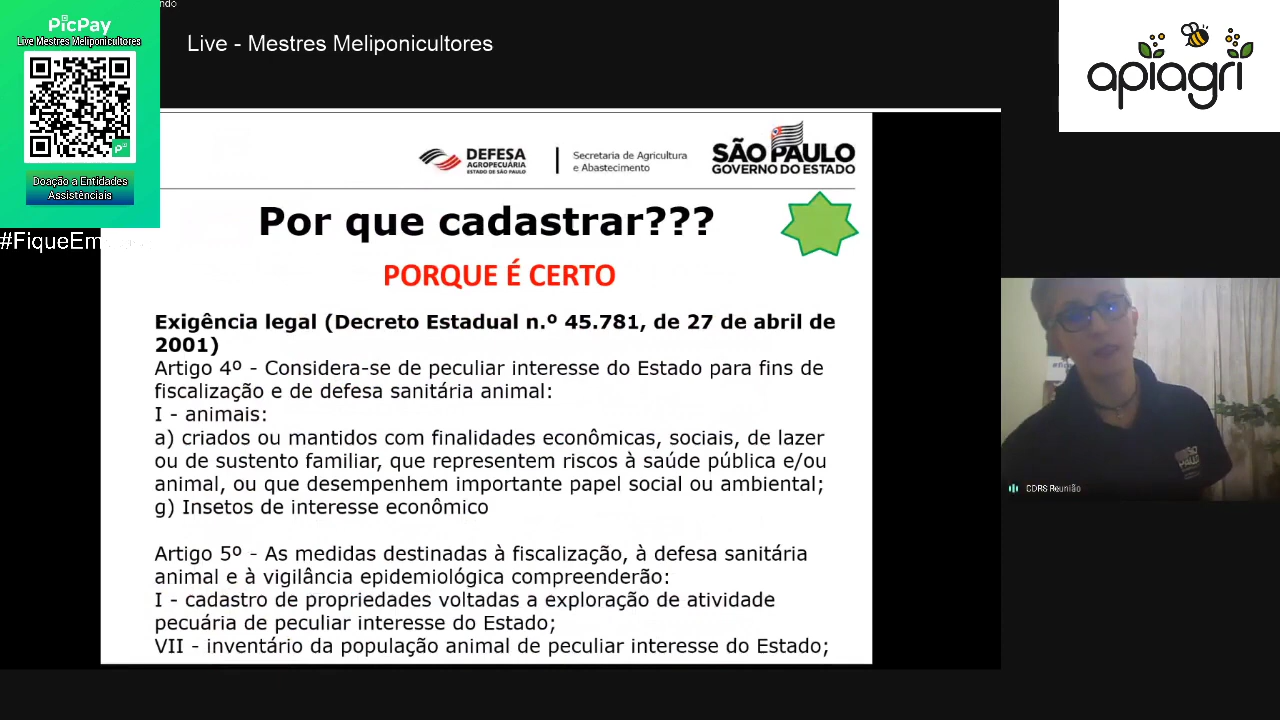 ndo
PicPay
Live Mestres Meliponicultores
Doação a Entidades
Assistênciais
#FiqueEm
Live - Mestres Meliponicultores
apiagri
DEFESA
AGROPECUÁRIA
ESTADO DE SÃO PAULO
Secretaria de Agricultura
e Abastecimento
SÃO PAULO
GOVERNO DO ESTADO
Por que cadastrar???
PORQUE É CERTO
Exigência legal (Decreto Estadual n.º 45.781, de 27 de abril de
2001)
Artigo 4º - Considera-se de peculiar interesse do Estado para fins de
fiscalização e de defesa sanitária animal:
I - animais:
a) criados ou mantidos com finalidades econômicas, sociais, de lazer
ou de sustento familiar, que representem riscos à saúde pública e/ou
animal, ou que desempenhem importante papel social ou ambiental;
g) Insetos de interesse econômico
Artigo 5º - As medidas destinadas à fiscalização, à defesa sanitária
animal e à vigilância epidemiológica compreenderão:
I - cadastro de propriedades voltadas a exploração de atividade
pecuária de peculiar interesse do Estado;
VII - inventário da população animal de peculiar interesse do Estado;
CDRS Reunião